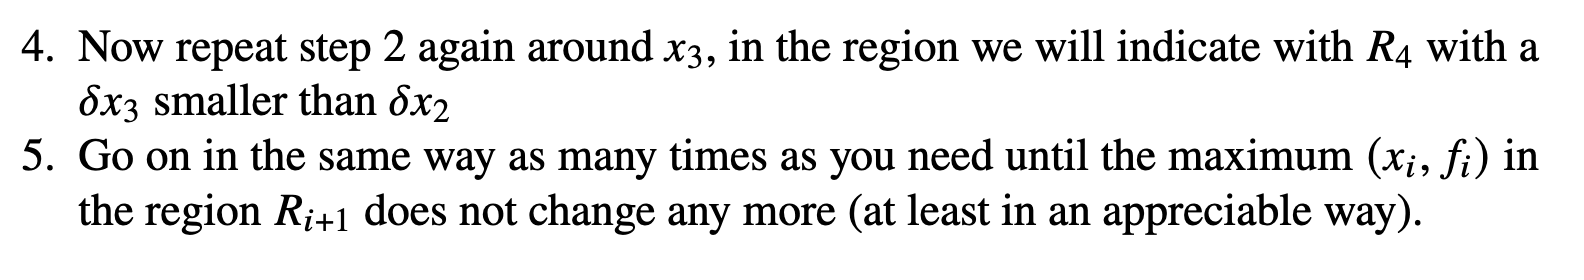 4. Now repeat step 2 again around x₃, in the region we will indicate with R₄ with a
δx₃ smaller than δx₂
5. Go on in the same way as many times as you need until the maximum (xᵢ, fᵢ) in
the region Rᵢ₊₁ does not change any more (at least in an appreciable way).